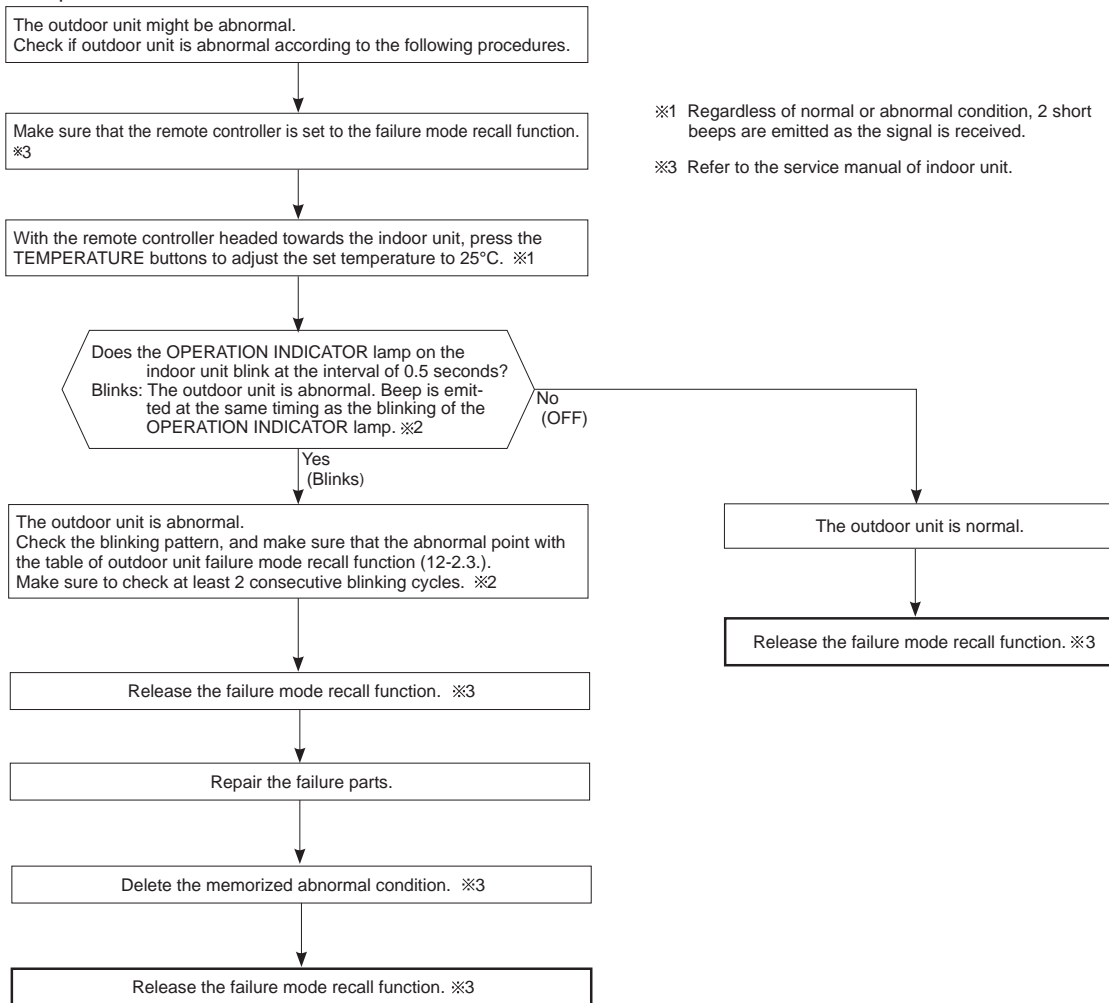 The outdoor unit might be abnormal.
Check if outdoor unit is abnormal according to the following procedures.
Make sure that the remote controller is set to the failure mode recall function.
※3
※1 Regardless of normal or abnormal condition, 2 short
beeps are emitted as the signal is received.
※3 Refer to the service manual of indoor unit.
With the remote controller headed towards the indoor unit, press the
TEMPERATURE buttons to adjust the set temperature to 25°C. ※1
Does the OPERATION INDICATOR lamp on the
indoor unit blink at the interval of 0.5 seconds?
Blinks: The outdoor unit is abnormal. Beep is emit-
ted at the same timing as the blinking of the
OPERATION INDICATOR lamp. ※2
No
(OFF)
Yes
(Blinks)
The outdoor unit is abnormal.
Check the blinking pattern, and make sure that the abnormal point with
the table of outdoor unit failure mode recall function (12-2.3.).
Make sure to check at least 2 consecutive blinking cycles. ※2
The outdoor unit is normal.
Release the failure mode recall function. ※3
Release the failure mode recall function. ※3
Repair the failure parts.
Delete the memorized abnormal condition. ※3
Release the failure mode recall function. ※3